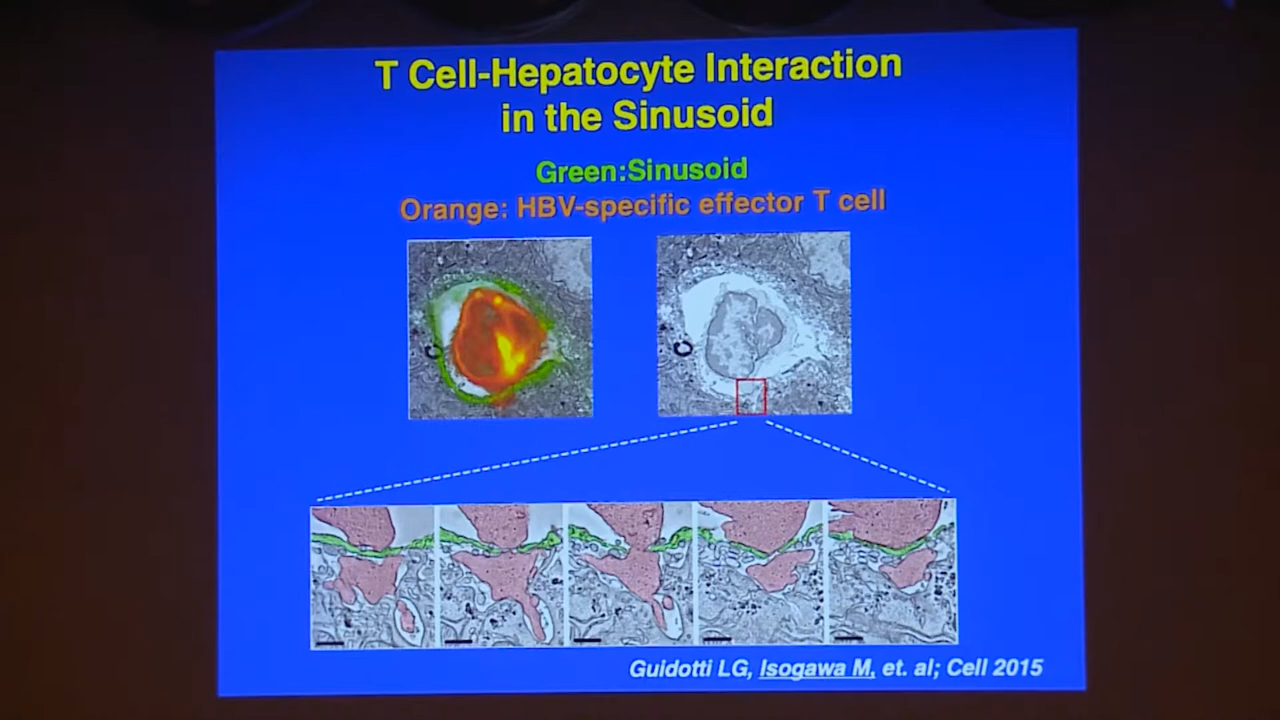 T Cell-Hepatocyte Interaction
in the Sinusoid
Green:Sinusoid
Orange: HBV-specific effector T cell
Guidotti LG, Isogawa M, et. al; Cell 2015